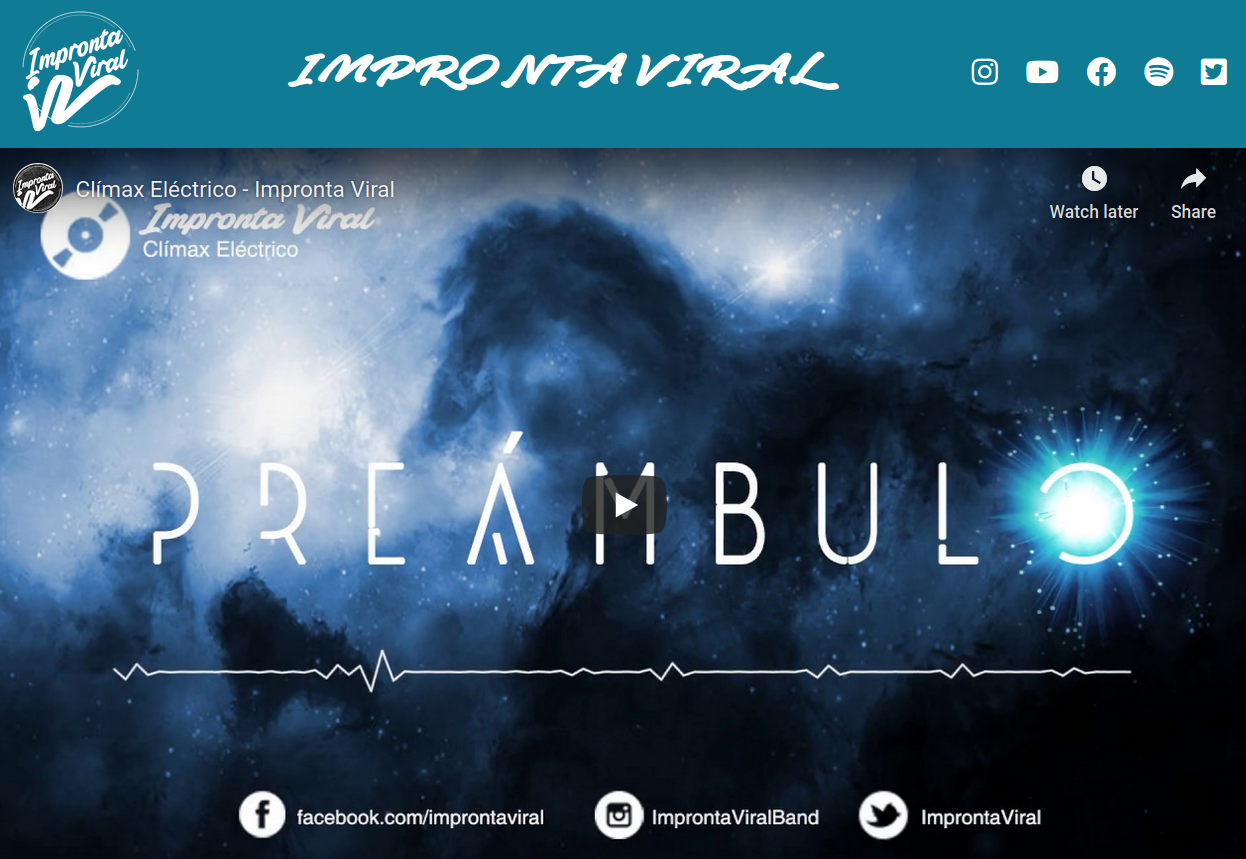 Impronta
Viral
IMPRONTA VIRAL
Impronta
Viral
Clímax Eléctrico - Impronta Viral
Watch later
Share
Impronta Viral
Clímax Eléctrico
PREÁMBULO
facebook.com/improntaviral
ImprontaViralBand
ImprontaViral